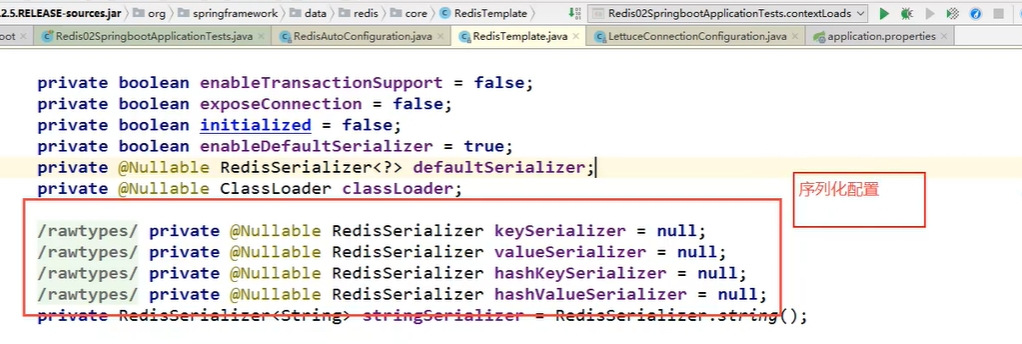 2.5.RELEASE-sources.jar org springframework data redis core RedisTemplate Redis02SpringbootApplicationTests.contextLoads
oot Redis02SpringbootApplicationTests.java RedisAutoConfiguration.java RedisTemplate.java LettuceConnectionConfiguration.java application.properties
private boolean enableTransactionSupport = false;
private boolean exposeConnection = false;
private boolean initialized = false;
private boolean enableDefaultSerializer = true;
private @Nullable RedisSerializer<?> defaultSerializer;
private @Nullable ClassLoader classLoader;
序列化配置
/rawtypes/ private @Nullable RedisSerializer keySerializer = null;
/rawtypes/ private @Nullable RedisSerializer valueSerializer = null;
/rawtypes/ private @Nullable RedisSerializer hashKeySerializer = null;
/rawtypes/ private @Nullable RedisSerializer hashValueSerializer = null;
private RedisSerializer<String> stringSerializer = RedisSerializer.string();